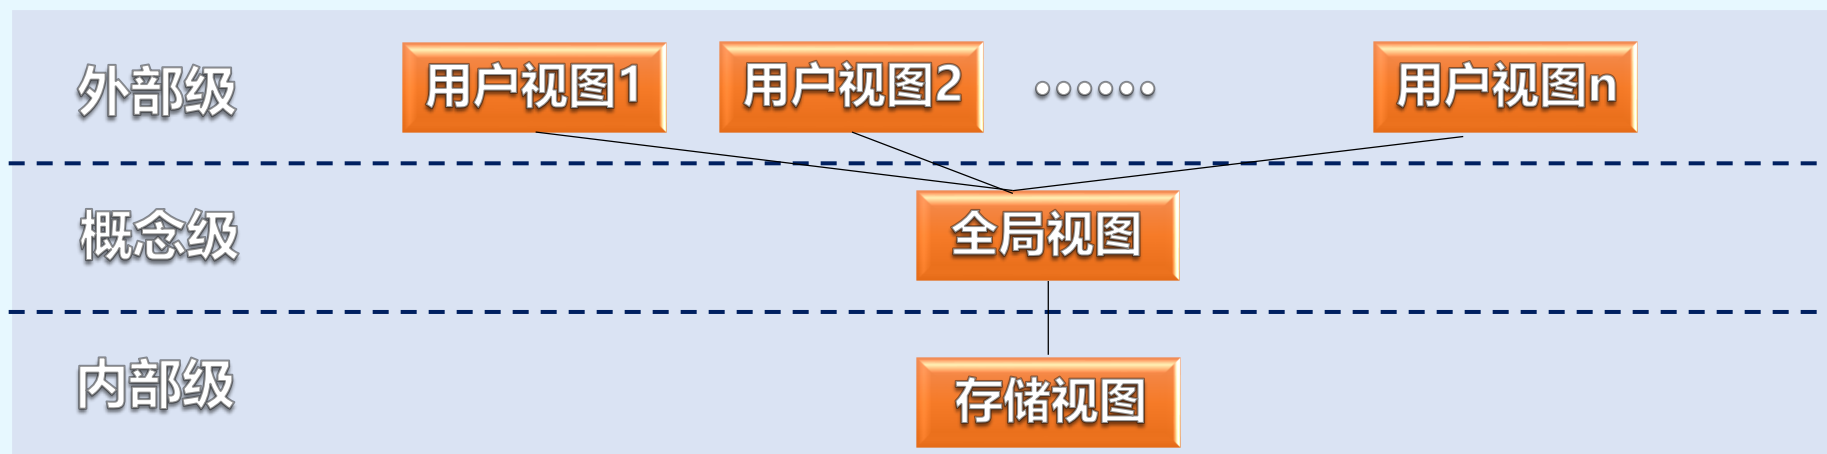 外部级 用户视图1 用户视图2 …… 用户视图n
概念级 全局视图
内部级 存储视图